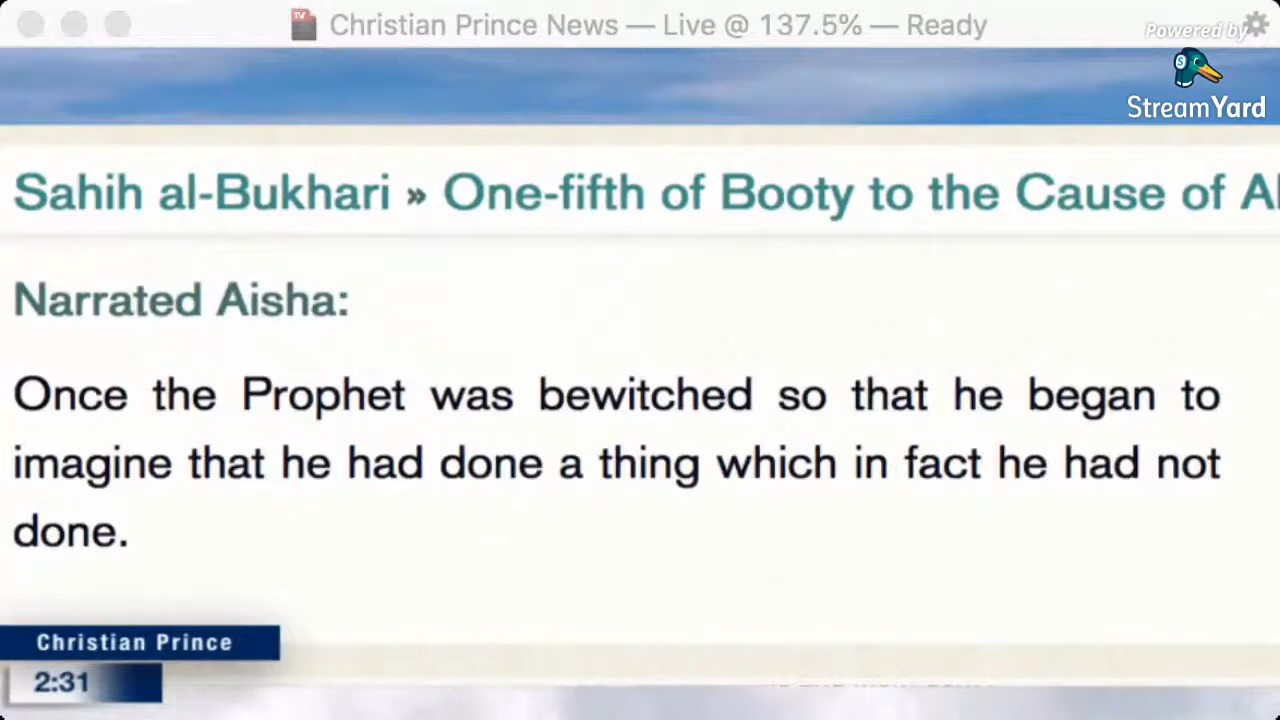 Christian Prince News — Live @ 137.5% — Ready
Powered by
StreamYard
Sahih al-Bukhari » One-fifth of Booty to the Cause of
Narrated Aisha:
Once the Prophet was bewitched so that he began to
imagine that he had done a thing which in fact he had not
done.
Christian Prince
2:31